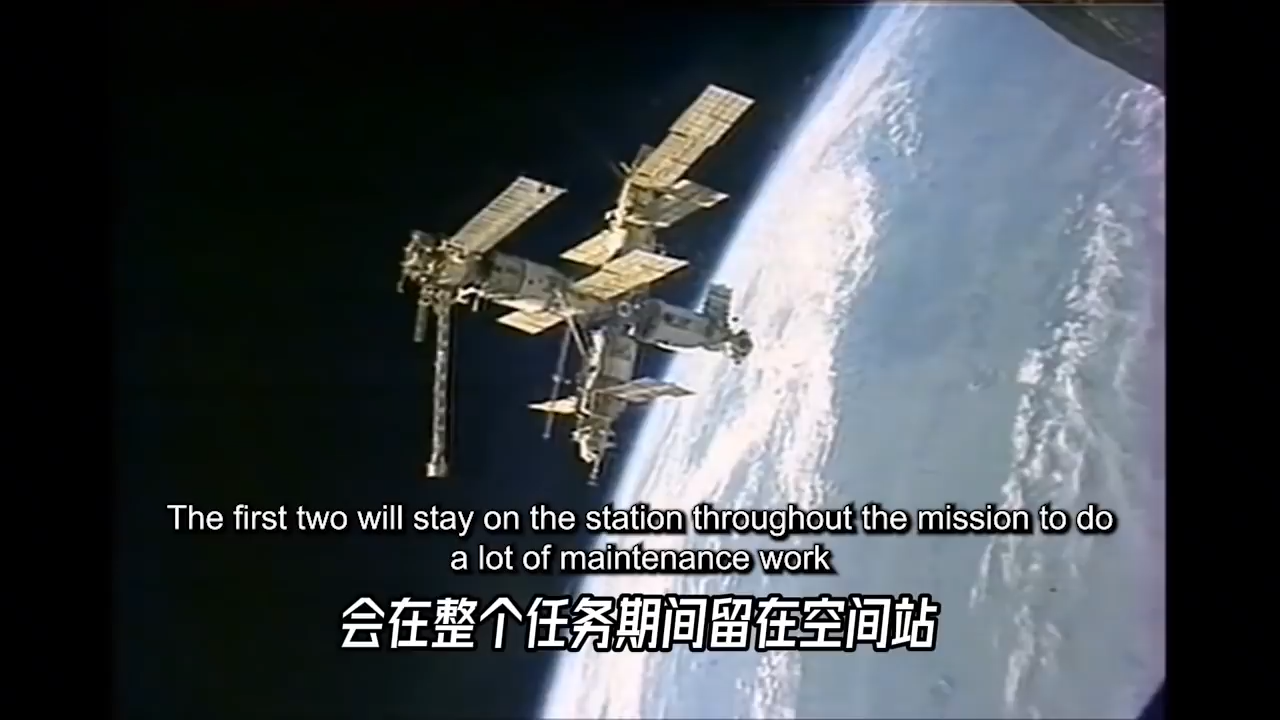 The first two will stay on the station throughout the mission to do
a lot of maintenance work
会在整个任务期间留在空间站